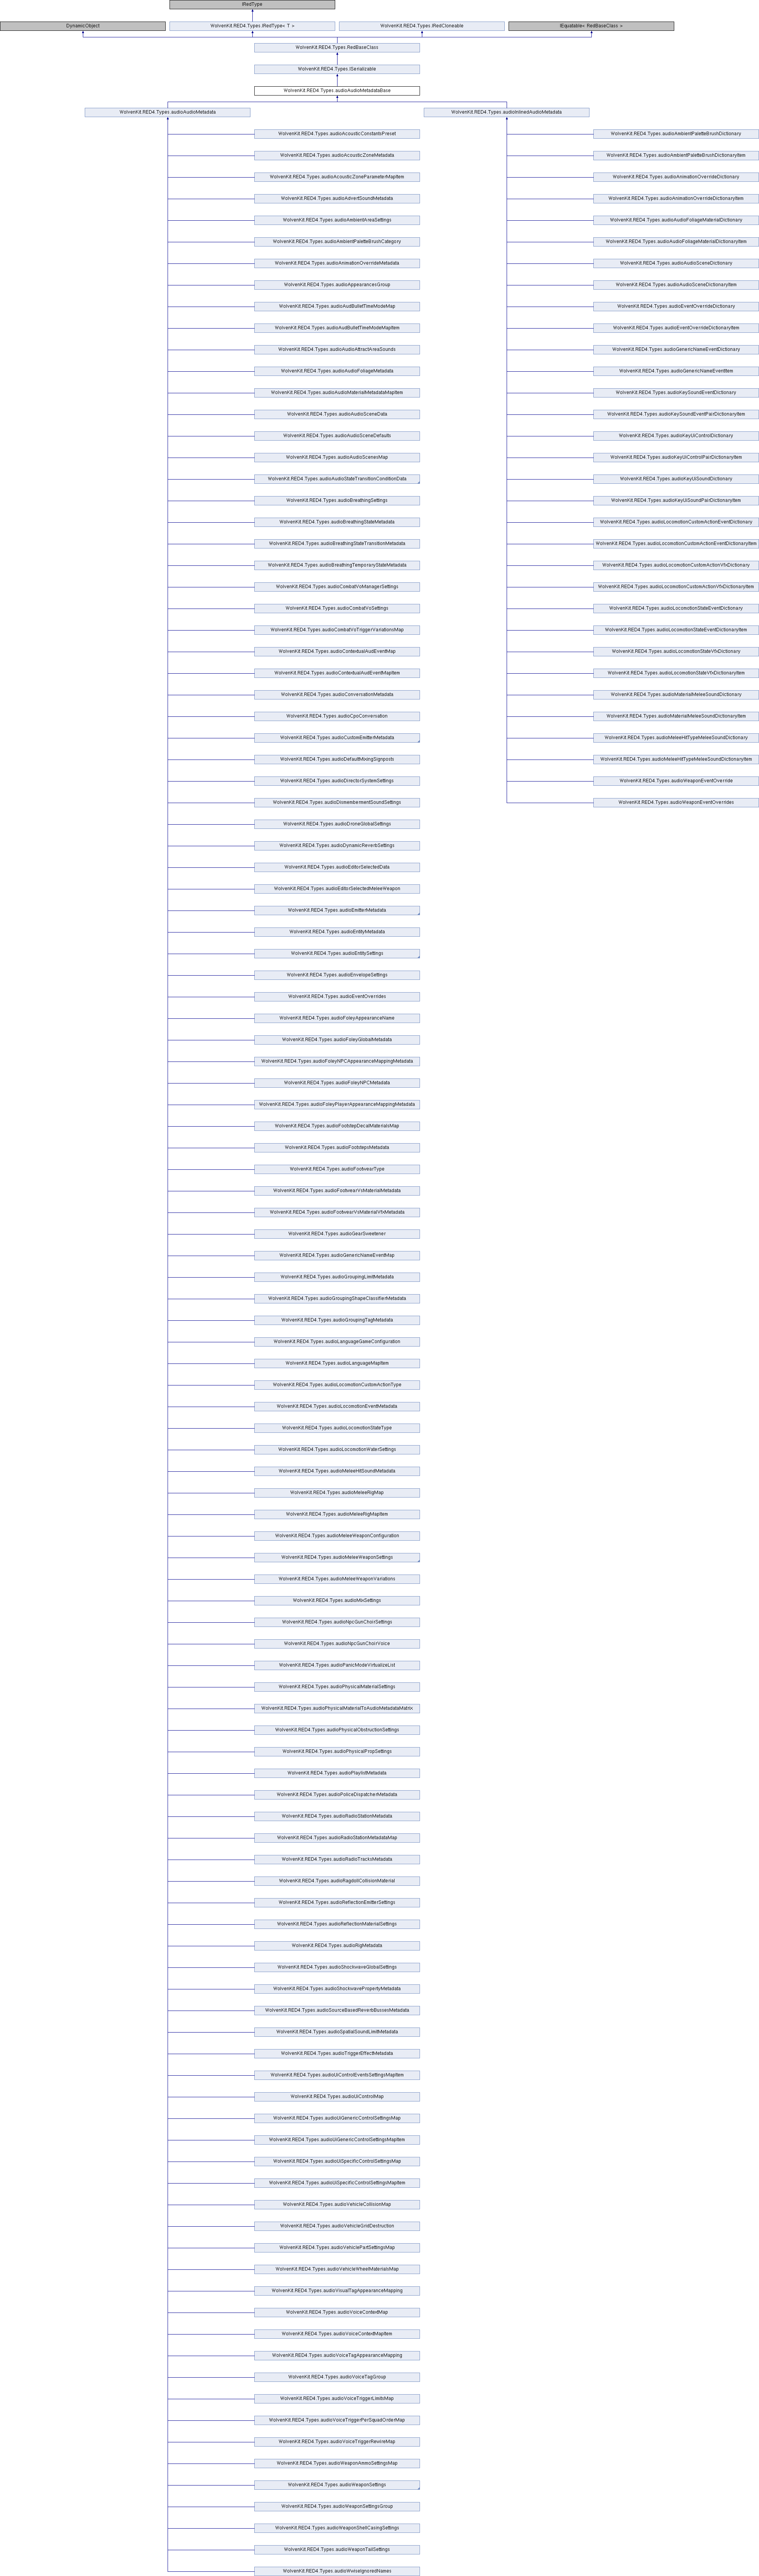 IRedType
DynamicObject
WolvenKit.RED4.Types.IRedType< T >
WolvenKit.RED4.Types.IRedCloneable
IEquatable< RedBaseClass >
WolvenKit.RED4.Types.RedBaseClass
WolvenKit.RED4.Types.ISerializable
WolvenKit.RED4.Types.audioAudioMetadataBase
WolvenKit.RED4.Types.audioAudioMetadata
WolvenKit.RED4.Types.audioInlinedAudioMetadata
WolvenKit.RED4.Types.audioAcousticConstantsPreset
WolvenKit.RED4.Types.audioAcousticZoneMetadata
WolvenKit.RED4.Types.audioAcousticZoneParameterMapItem
WolvenKit.RED4.Types.audioAdvertSoundMetadata
WolvenKit.RED4.Types.audioAmbientAreaSettings
WolvenKit.RED4.Types.audioAmbientPaletteBrushCategory
WolvenKit.RED4.Types.audioAnimationOverrideMetadata
WolvenKit.RED4.Types.audioAppearancesGroup
WolvenKit.RED4.Types.audioAudBulletTimeModeMap
WolvenKit.RED4.Types.audioAudBulletTimeModeMapItem
WolvenKit.RED4.Types.audioAudioAttractAreaSounds
WolvenKit.RED4.Types.audioAudioFoliageMetadata
WolvenKit.RED4.Types.audioAudioMaterialMetadataMapItem
WolvenKit.RED4.Types.audioAudioSceneData
WolvenKit.RED4.Types.audioAudioSceneDefaults
WolvenKit.RED4.Types.audioAudioScenesMap
WolvenKit.RED4.Types.audioAudioStateTransitionConditionData
WolvenKit.RED4.Types.audioBreathingSettings
WolvenKit.RED4.Types.audioBreathingStateMetadata
WolvenKit.RED4.Types.audioBreathingStateTransitionMetadata
WolvenKit.RED4.Types.audioBreathingTemporaryStateMetadata
WolvenKit.RED4.Types.audioCombatVoManagerSettings
WolvenKit.RED4.Types.audioCombatVoSettings
WolvenKit.RED4.Types.audioCombatVoTriggerVariationsMap
WolvenKit.RED4.Types.audioContextualAudEventMap
WolvenKit.RED4.Types.audioContextualAudEventMapItem
WolvenKit.RED4.Types.audioConversationMetadata
WolvenKit.RED4.Types.audioCpoConversation
WolvenKit.RED4.Types.audioCustomEmitterMetadata
WolvenKit.RED4.Types.audioDefaultMixingSignposts
WolvenKit.RED4.Types.audioDirectorSystemSettings
WolvenKit.RED4.Types.audioDismembermentSoundSettings
WolvenKit.RED4.Types.audioDroneGlobalSettings
WolvenKit.RED4.Types.audioDynamicReverbSettings
WolvenKit.RED4.Types.audioEditorSelectedData
WolvenKit.RED4.Types.audioEditorSelectedMeleeWeapon
WolvenKit.RED4.Types.audioEmitterMetadata
WolvenKit.RED4.Types.audioEntityMetadata
WolvenKit.RED4.Types.audioEntitySettings
WolvenKit.RED4.Types.audioEnvelopeSettings
WolvenKit.RED4.Types.audioEventOverrides
WolvenKit.RED4.Types.audioFoleyAppearanceName
WolvenKit.RED4.Types.audioFoleyGlobalMetadata
WolvenKit.RED4.Types.audioFoleyNPCAppearanceMappingMetadata
WolvenKit.RED4.Types.audioFoleyNPCMetadata
WolvenKit.RED4.Types.audioFoleyPlayerAppearanceMappingMetadata
WolvenKit.RED4.Types.audioFootstepDecalMaterialsMap
WolvenKit.RED4.Types.audioFootstepsMetadata
WolvenKit.RED4.Types.audioFootwearType
WolvenKit.RED4.Types.audioFootwearVsMaterialMetadata
WolvenKit.RED4.Types.audioFootwearVsMaterialVfxMetadata
WolvenKit.RED4.Types.audioGearSweetener
WolvenKit.RED4.Types.audioGenericNameEventMap
WolvenKit.RED4.Types.audioGroupingLimitMetadata
WolvenKit.RED4.Types.audioGroupingShapeClassifierMetadata
WolvenKit.RED4.Types.audioGroupingTagMetadata
WolvenKit.RED4.Types.audioLanguageGameConfiguration
WolvenKit.RED4.Types.audioLanguageMapItem
WolvenKit.RED4.Types.audioLocomotionCustomActionType
WolvenKit.RED4.Types.audioLocomotionEventMetadata
WolvenKit.RED4.Types.audioLocomotionStateType
WolvenKit.RED4.Types.audioLocomotionWaterSettings
WolvenKit.RED4.Types.audioMeleeHitSoundMetadata
WolvenKit.RED4.Types.audioMeleeRigMap
WolvenKit.RED4.Types.audioMeleeRigMapItem
WolvenKit.RED4.Types.audioMeleeWeaponConfiguration
WolvenKit.RED4.Types.audioMeleeWeaponSettings
WolvenKit.RED4.Types.audioMeleeWeaponVariations
WolvenKit.RED4.Types.audioMixSettings
WolvenKit.RED4.Types.audioNpcGunChoirSettings
WolvenKit.RED4.Types.audioNpcGunChoirVoice
WolvenKit.RED4.Types.audioPanicModeVirtualizeList
WolvenKit.RED4.Types.audioPhysicalMaterialSettings
WolvenKit.RED4.Types.audioPhysicalMaterialToAudioMetadataMatrix
WolvenKit.RED4.Types.audioPhysicalObstructionSettings
WolvenKit.RED4.Types.audioPhysicalPropSettings
WolvenKit.RED4.Types.audioPlaylistMetadata
WolvenKit.RED4.Types.audioPoliceDispatcherMetadata
WolvenKit.RED4.Types.audioRadioStationMetadata
WolvenKit.RED4.Types.audioRadioStationMetadataMap
WolvenKit.RED4.Types.audioRadioTracksMetadata
WolvenKit.RED4.Types.audioRagdollCollisionMaterial
WolvenKit.RED4.Types.audioReflectionEmitterSettings
WolvenKit.RED4.Types.audioReflectionMaterialSettings
WolvenKit.RED4.Types.audioRigMetadata
WolvenKit.RED4.Types.audioShockwaveGlobalSettings
WolvenKit.RED4.Types.audioShockwavePropertyMetadata
WolvenKit.RED4.Types.audioSourceBasedReverbBussesMetadata
WolvenKit.RED4.Types.audioSpatialSoundLimitMetadata
WolvenKit.RED4.Types.audioTriggerEffectMetadata
WolvenKit.RED4.Types.audioUiControlEventsSettingsMapItem
WolvenKit.RED4.Types.audioUiControlMap
WolvenKit.RED4.Types.audioUiGenericControlSettingsMap
WolvenKit.RED4.Types.audioUiGenericControlSettingsMapItem
WolvenKit.RED4.Types.audioUiSpecificControlSettingsMap
WolvenKit.RED4.Types.audioUiSpecificControlSettingsMapItem
WolvenKit.RED4.Types.audioVehicleCollisionMap
WolvenKit.RED4.Types.audioVehicleGridDestruction
WolvenKit.RED4.Types.audioVehiclePartSettingsMap
WolvenKit.RED4.Types.audioVehicleWheelMaterialsMap
WolvenKit.RED4.Types.audioVisualTagAppearanceMapping
WolvenKit.RED4.Types.audioVoiceContextMap
WolvenKit.RED4.Types.audioVoiceContextMapItem
WolvenKit.RED4.Types.audioVoiceTagAppearanceMapping
WolvenKit.RED4.Types.audioVoiceTagGroup
WolvenKit.RED4.Types.audioVoiceTriggerLimitsMap
WolvenKit.RED4.Types.audioVoiceTriggerPerSquadOrderMap
WolvenKit.RED4.Types.audioVoiceTriggerRewireMap
WolvenKit.RED4.Types.audioWeaponAmmoSettingsMap
WolvenKit.RED4.Types.audioWeaponSettings
WolvenKit.RED4.Types.audioWeaponSettingsGroup
WolvenKit.RED4.Types.audioWeaponShellCasingSettings
WolvenKit.RED4.Types.audioWeaponTailSettings
WolvenKit.RED4.Types.audioWwiseIgnoredNames
WolvenKit.RED4.Types.audioAmbientPaletteBrushDictionary
WolvenKit.RED4.Types.audioAmbientPaletteBrushDictionaryItem
WolvenKit.RED4.Types.audioAnimationOverrideDictionary
WolvenKit.RED4.Types.audioAnimationOverrideDictionaryItem
WolvenKit.RED4.Types.audioAudioFoliageMaterialDictionary
WolvenKit.RED4.Types.audioAudioFoliageMaterialDictionaryItem
WolvenKit.RED4.Types.audioAudioSceneDictionary
WolvenKit.RED4.Types.audioAudioSceneDictionaryItem
WolvenKit.RED4.Types.audioEventOverrideDictionary
WolvenKit.RED4.Types.audioEventOverrideDictionaryItem
WolvenKit.RED4.Types.audioGenericNameEventDictionary
WolvenKit.RED4.Types.audioGenericNameEventItem
WolvenKit.RED4.Types.audioKeySoundEventDictionary
WolvenKit.RED4.Types.audioKeySoundEventPairDictionaryItem
WolvenKit.RED4.Types.audioKeyUiControlDictionary
WolvenKit.RED4.Types.audioKeyUiControlPairDictionaryItem
WolvenKit.RED4.Types.audioKeyUiSoundDictionary
WolvenKit.RED4.Types.audioKeyUiSoundPairDictionaryItem
WolvenKit.RED4.Types.audioLocomotionCustomActionEventDictionary
WolvenKit.RED4.Types.audioLocomotionCustomActionEventDictionaryItem
WolvenKit.RED4.Types.audioLocomotionCustomActionVfxDictionary
WolvenKit.RED4.Types.audioLocomotionCustomActionVfxDictionaryItem
WolvenKit.RED4.Types.audioLocomotionStateEventDictionary
WolvenKit.RED4.Types.audioLocomotionStateEventDictionaryItem
WolvenKit.RED4.Types.audioLocomotionStateVfxDictionary
WolvenKit.RED4.Types.audioLocomotionStateVfxDictionaryItem
WolvenKit.RED4.Types.audioMaterialMeleeSoundDictionary
WolvenKit.RED4.Types.audioMaterialMeleeSoundDictionaryItem
WolvenKit.RED4.Types.audioMeleeHitTypeMeleeSoundDictionary
WolvenKit.RED4.Types.audioMeleeHitTypeMeleeSoundDictionaryItem
WolvenKit.RED4.Types.audioWeaponEventOverride
WolvenKit.RED4.Types.audioWeaponEventOverrides